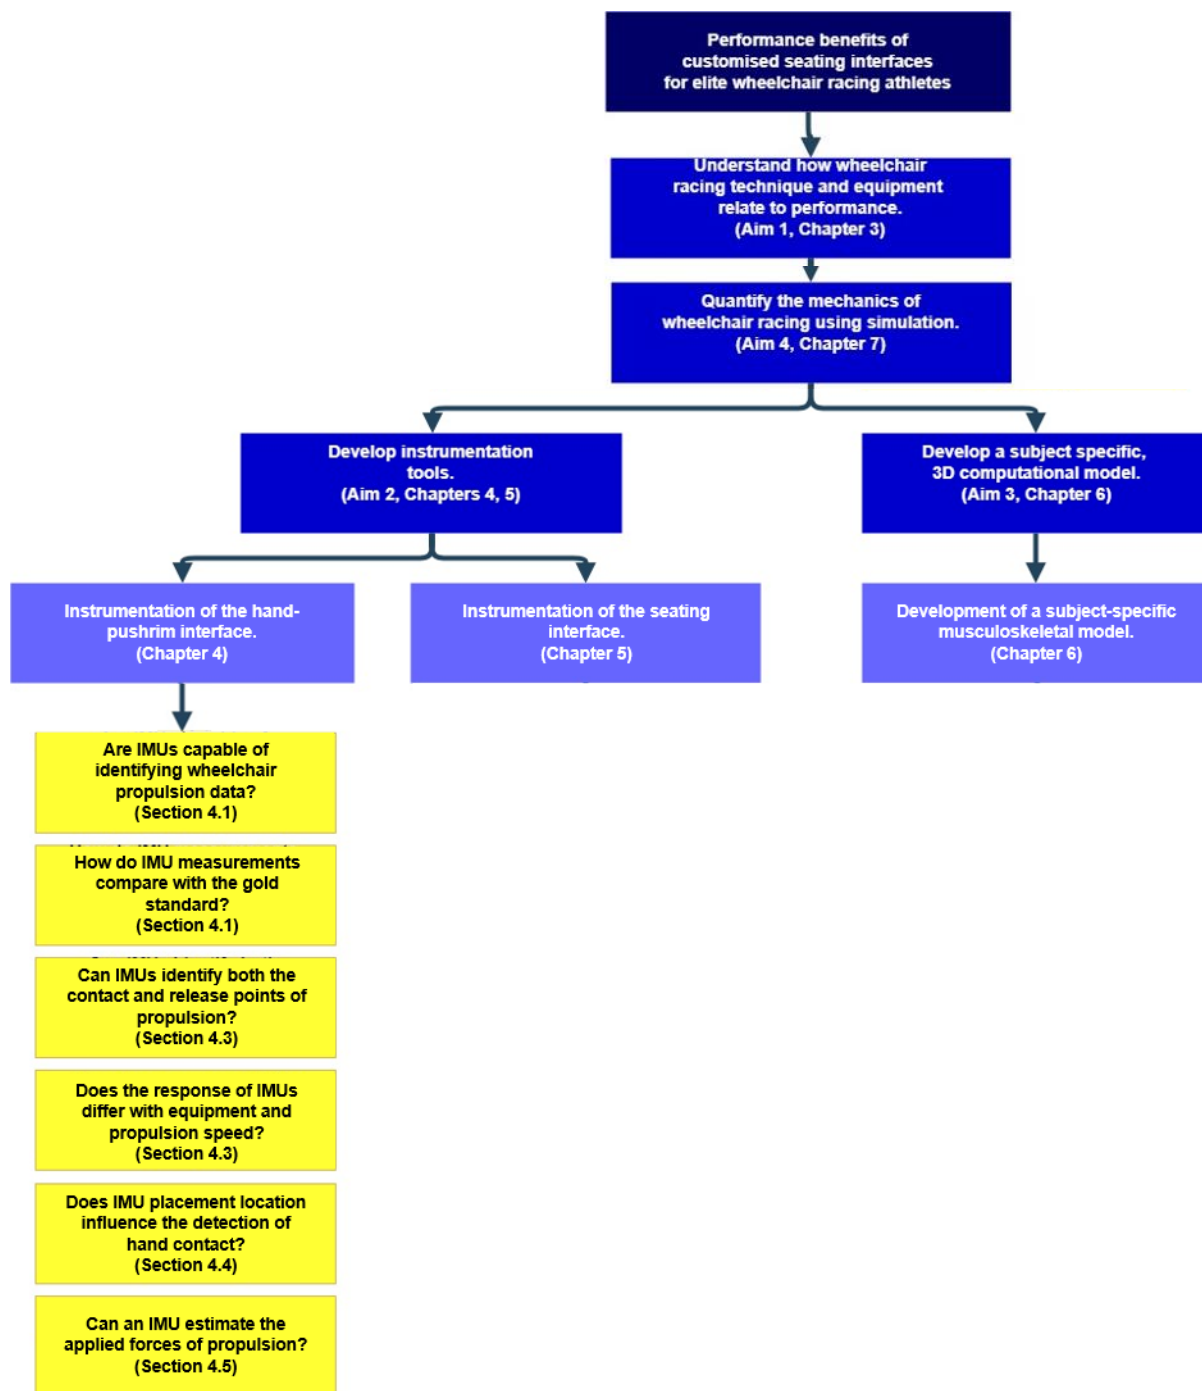 Performance benefits of
customised seating interfaces
for elite wheelchair racing athletes
Understand how wheelchair
racing technique and equipment
relate to performance.
(Aim 1, Chapter 3)
Quantify the mechanics of
wheelchair racing using simulation.
(Aim 4, Chapter 7)
Develop instrumentation
tools.
(Aim 2, Chapters 4, 5)
Develop a subject specific,
3D computational model.
(Aim 3, Chapter 6)
Instrumentation of the hand-
pushrim interface.
(Chapter 4)
Instrumentation of the seating
interface.
(Chapter 5)
Development of a subject-specific
musculoskeletal model.
(Chapter 6)
Are IMUs capable of
identifying wheelchair
propulsion data?
(Section 4.1)
How do IMU measurements
compare with the gold
standard?
(Section 4.1)
Can IMUs identify both the
contact and release points of
propulsion?
(Section 4.3)
Does the response of IMUs
differ with equipment and
propulsion speed?
(Section 4.3)
Does IMU placement location
influence the detection of
hand contact?
(Section 4.4)
Can an IMU estimate the
applied forces of propulsion?
(Section 4.5)